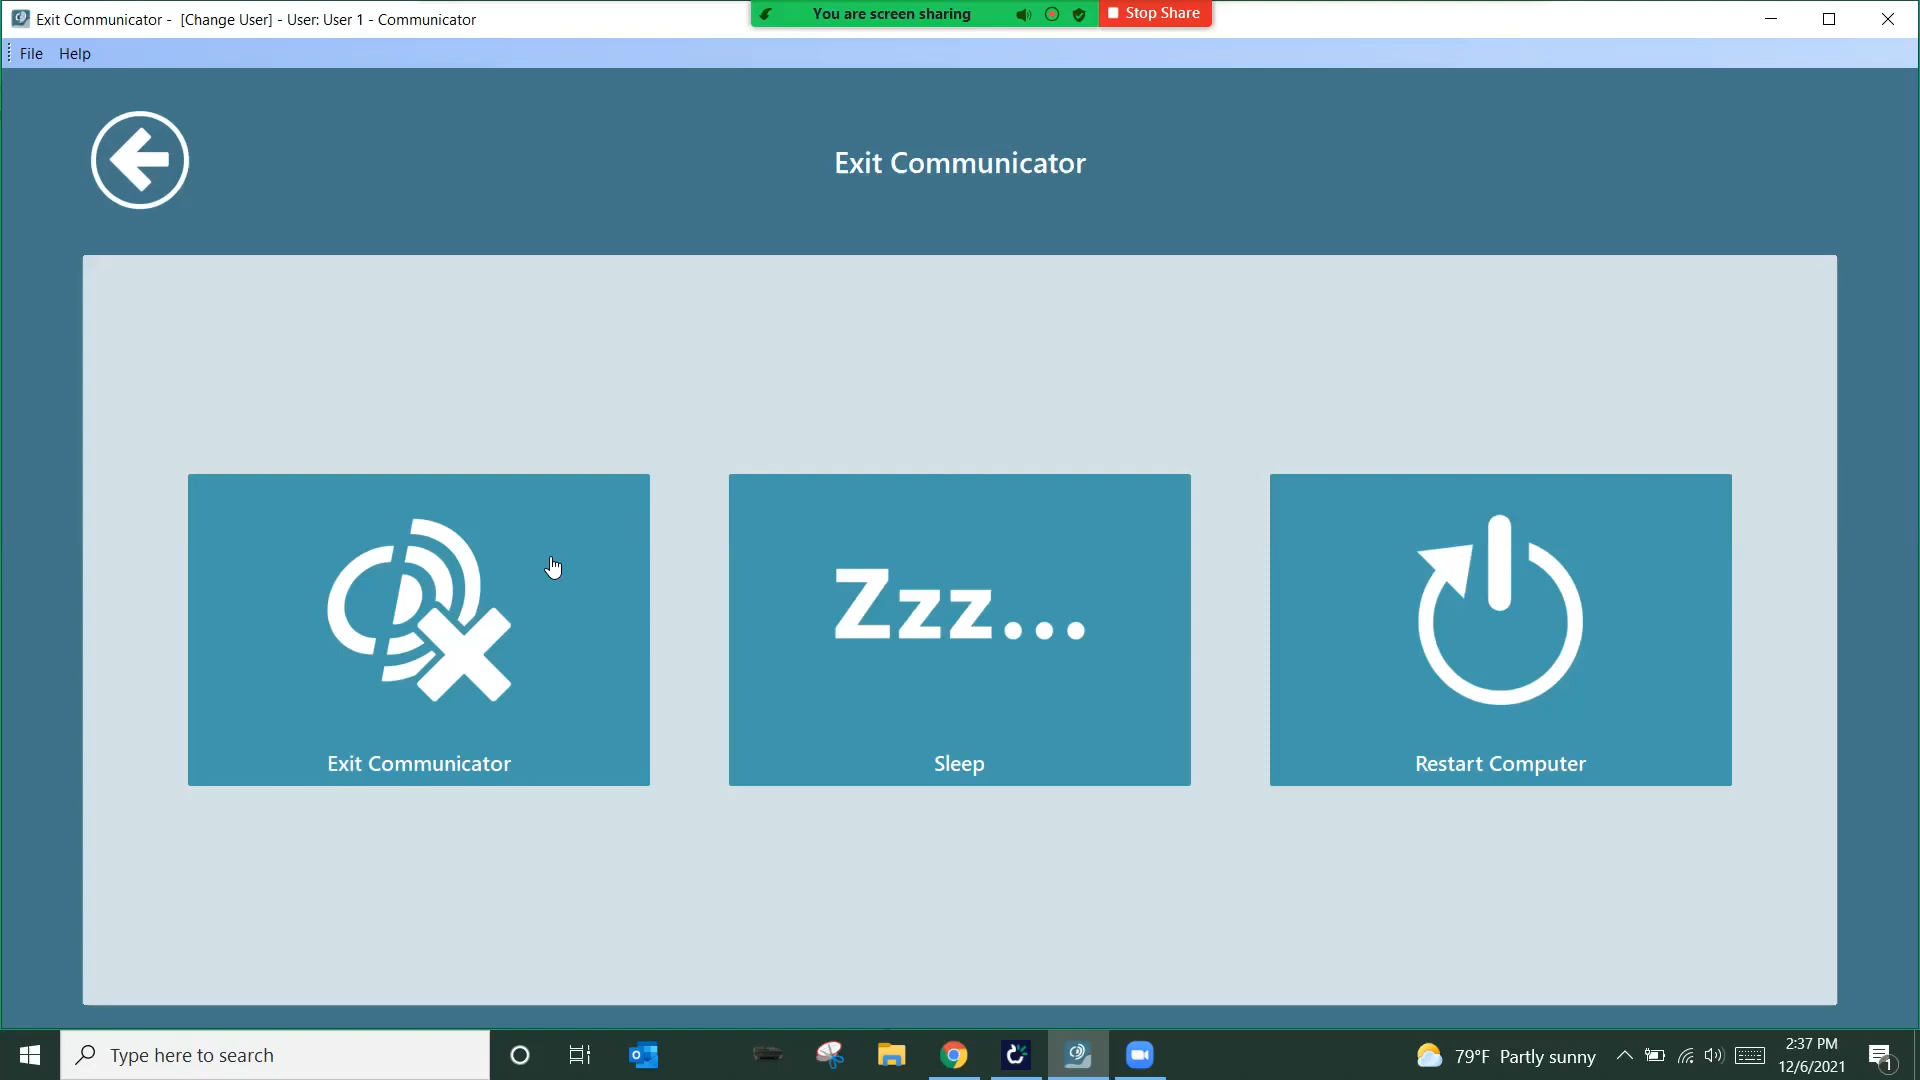 Exit Communicator - [Change User] - User: User 1 - Communicator
You are screen sharing
Stop Share
File Help
Exit Communicator
Zzz...
Exit Communicator
Sleep
Restart Computer
Type here to search
79°F Partly sunny
2:37 PM
12/6/2021
1